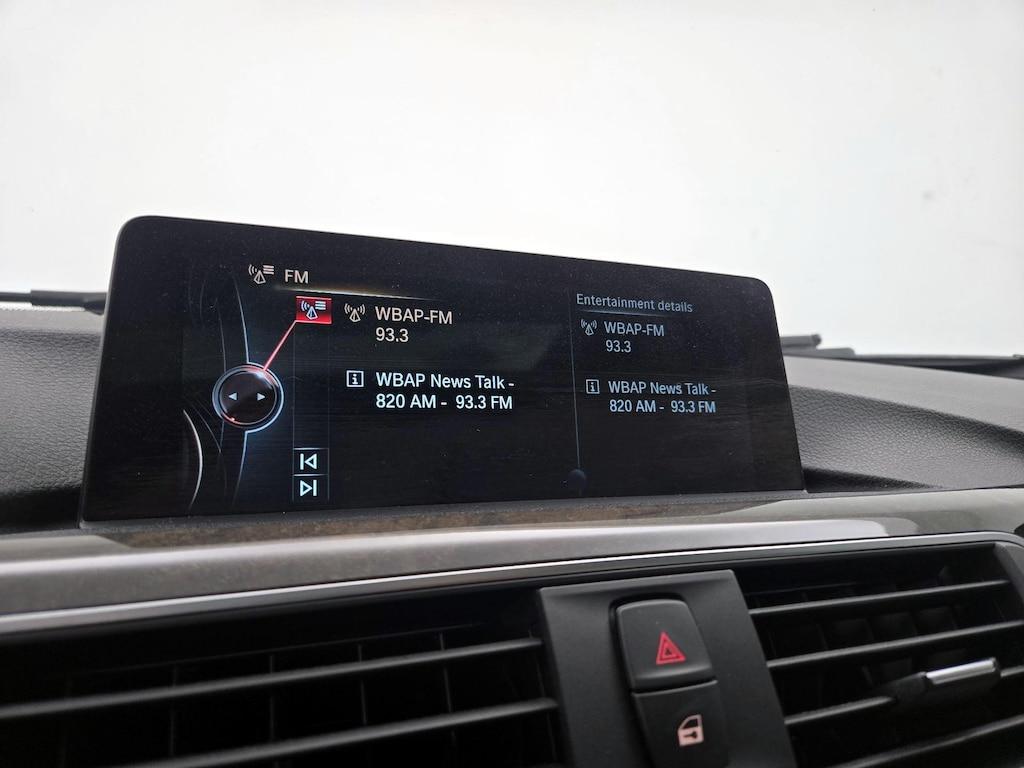 FM
WBAP-FM
93.3
WBAP News Talk -
820 AM - 93.3 FM
Entertainment details
WBAP-FM
93.3
WBAP News Talk -
820 AM - 93.3 FM